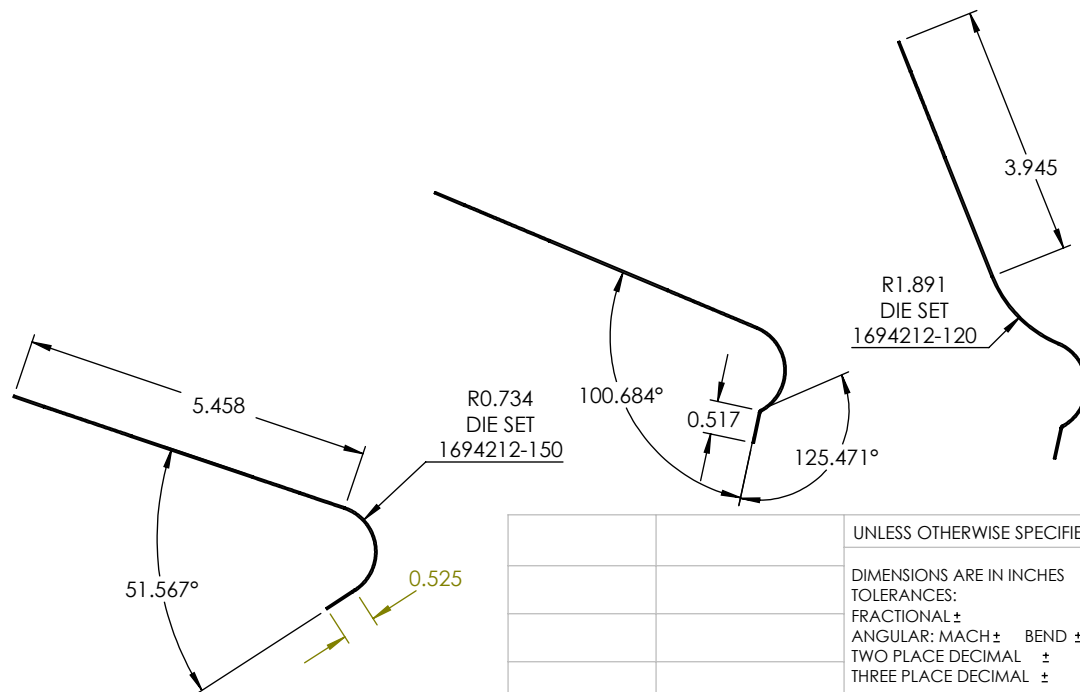 3.945
R1.891
DIE SET
1694212-120
100.684°
0.517
125.471°
5.458
R0.734
DIE SET
1694212-150
51.567°
0.525
UNLESS OTHERWISE SPECIFIE
DIMENSIONS ARE IN INCHES
TOLERANCES:
FRACTIONAL ±
ANGULAR: MACH ± BEND ±
TWO PLACE DECIMAL ±
THREE PLACE DECIMAL ±